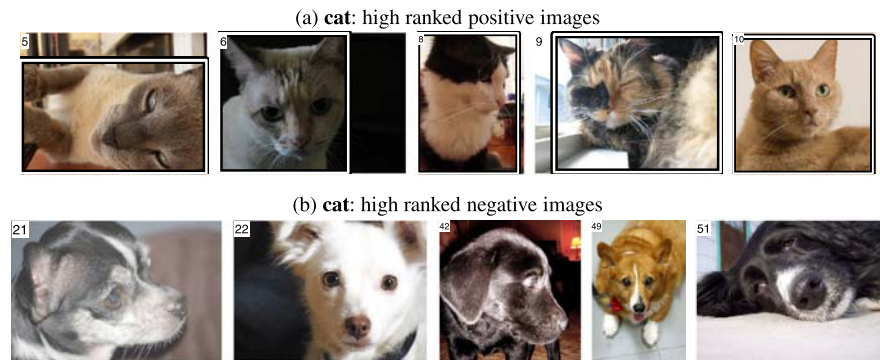 (a) cat: high ranked positive images
5 6 8 9 10
(b) cat: high ranked negative images
21 22 42 49 51